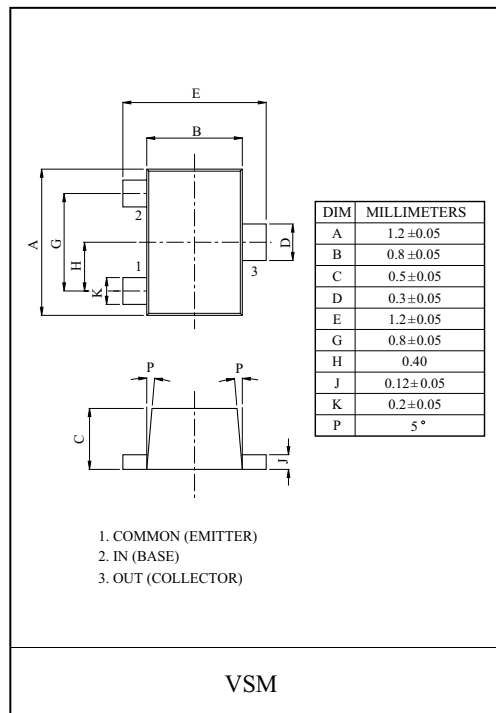 E
B
A
G
H
K
2
1
3
D
DIM MILLIMETERS
A 1.2±0.05
B 0.8±0.05
C 0.5±0.05
D 0.3±0.05
E 1.2±0.05
G 0.8±0.05
H 0.40
J 0.12±0.05
K 0.2±0.05
P 5°
P P
C
J
1. COMMON (EMITTER)
2. IN (BASE)
3. OUT (COLLECTOR)
VSM